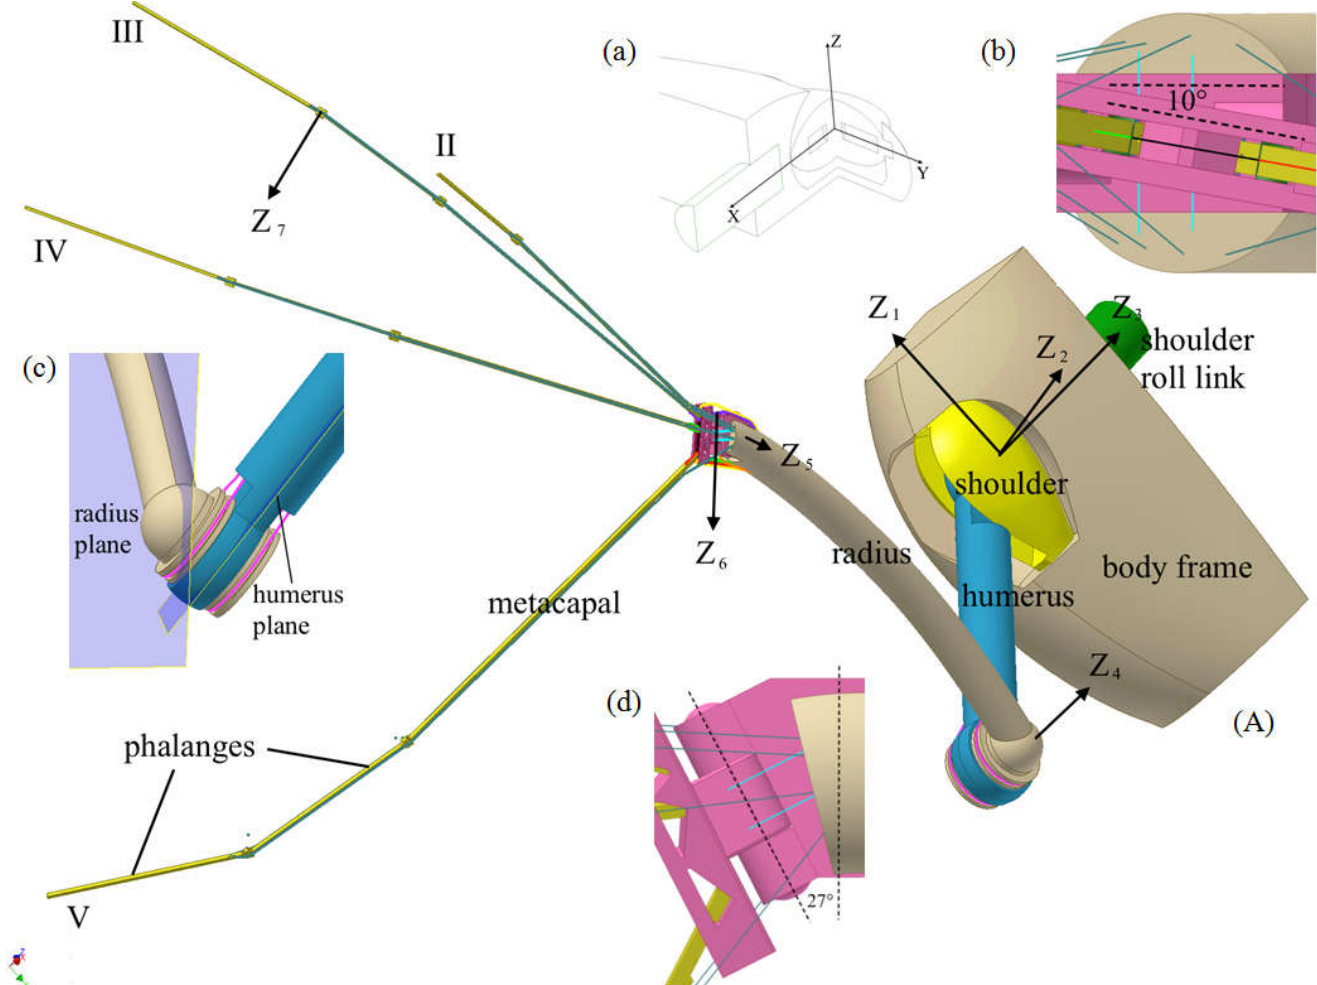 III
(a)
Z
Y
X
(b)
10°
II
Z7
IV
(c)
radius
plane
humerus
plane
Z1
Z2
Z3
shoulder
roll link
shoulder
Z5
Z6
radius
body frame
humerus
metacapal
Z4
(A)
(d)
27°
phalanges
V